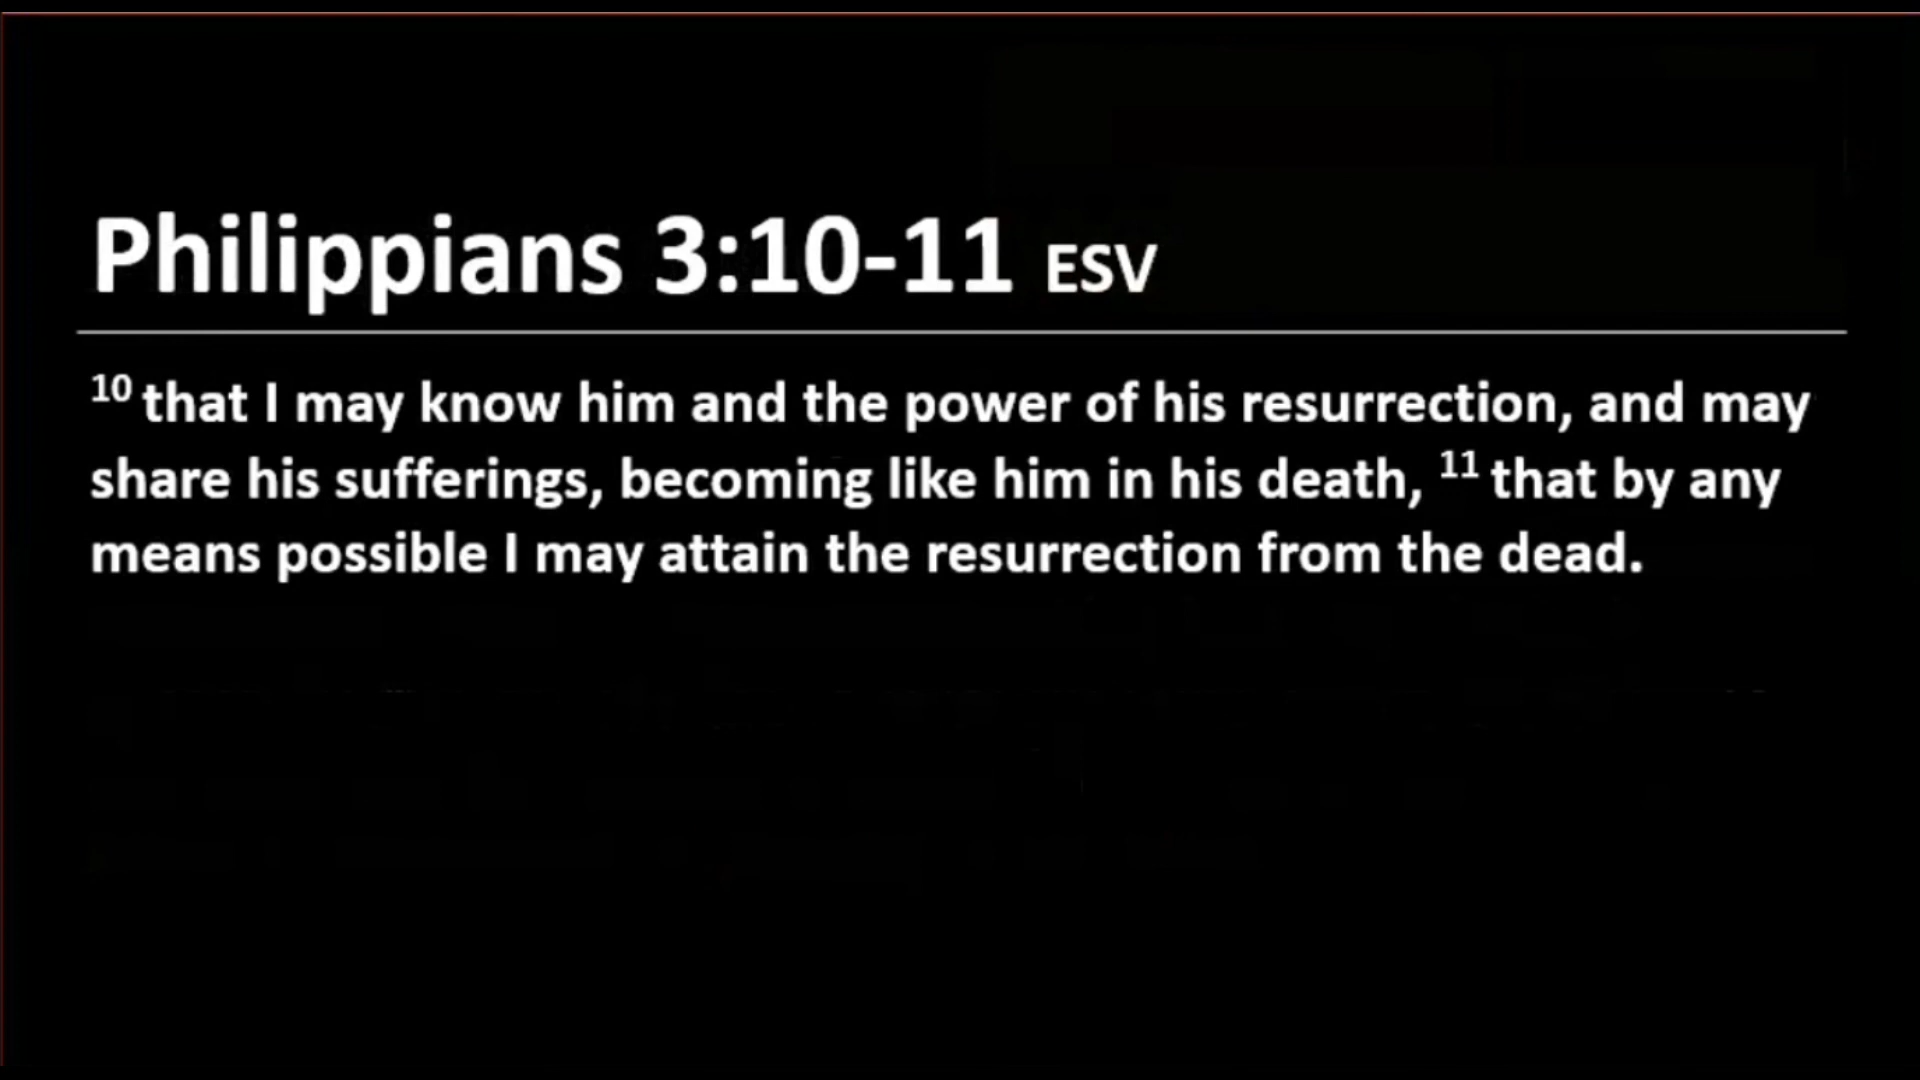 Philippians 3:10-11 ESV
10 that I may know him and the power of his resurrection, and may
share his sufferings, becoming like him in his death, 11 that by any
means possible I may attain the resurrection from the dead.